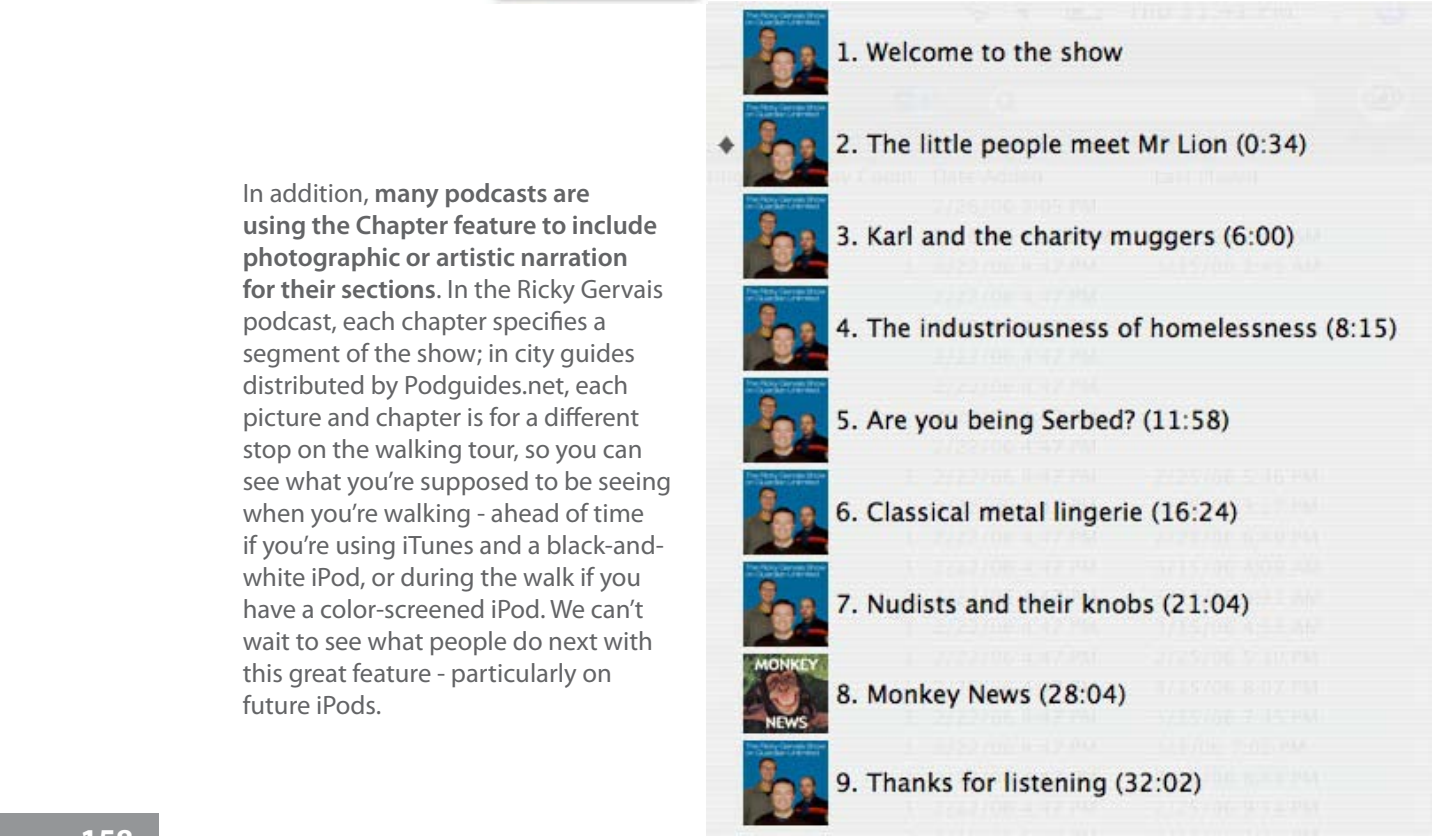 In addition, many podcasts are
using the Chapter feature to include
photographic or artistic narration
for their sections. In the Ricky Gervais
podcast, each chapter specifies a
segment of the show; in city guides
distributed by Podguides.net, each
picture and chapter is for a different
stop on the walking tour, so you can
see what you're supposed to be seeing
when you're walking - ahead of time
if you're using iTunes and a black-and-
white iPod, or during the walk if you
have a color-screened iPod. We can't
wait to see what people do next with
this great feature - particularly on
future iPods.
1. Welcome to the show
2. The little people meet Mr Lion (0:34)
3. Karl and the charity muggers (6:00)
4. The industriousness of homelessness (8:15)
5. Are you being Serbed? (11:58)
6. Classical metal lingerie (16:24)
7. Nudists and their knobs (21:04)
MONKEY
NEWS
8. Monkey News (28:04)
9. Thanks for listening (32:02)